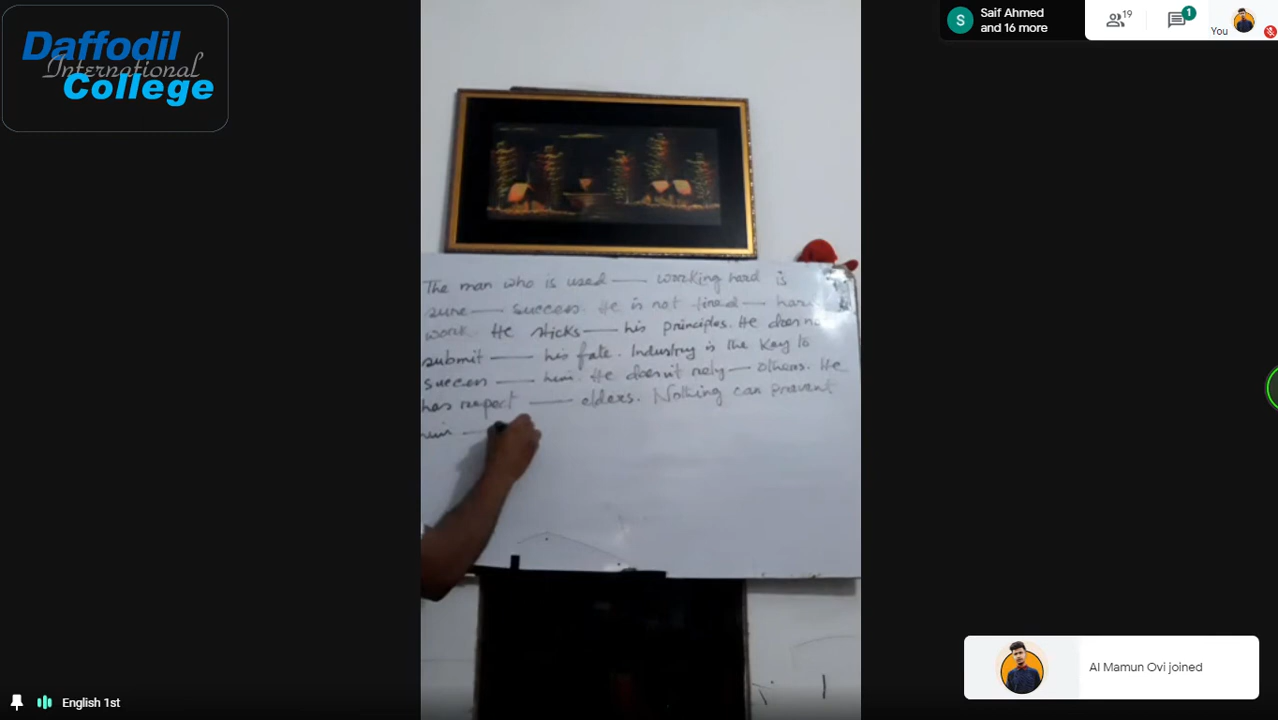 Daffodil
International
College
Saif Ahmed
and 16 more
19
1
You
The man who is used — working hard is
sure — success. He is not tired — hard
work. He sticks — his principles. He does not
submit — his fate. Industry is the key to
success — him. He doesn't rely — others. He
has respect — elders. Nothing can prevent
him —
Al Mamun Ovi joined
English 1st